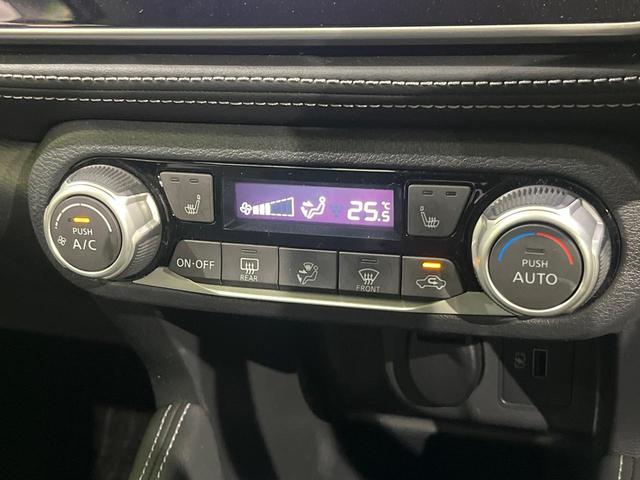 PUSH
A/C
25.5 °C
ON·OFF
REAR
FRONT
PUSH
AUTO